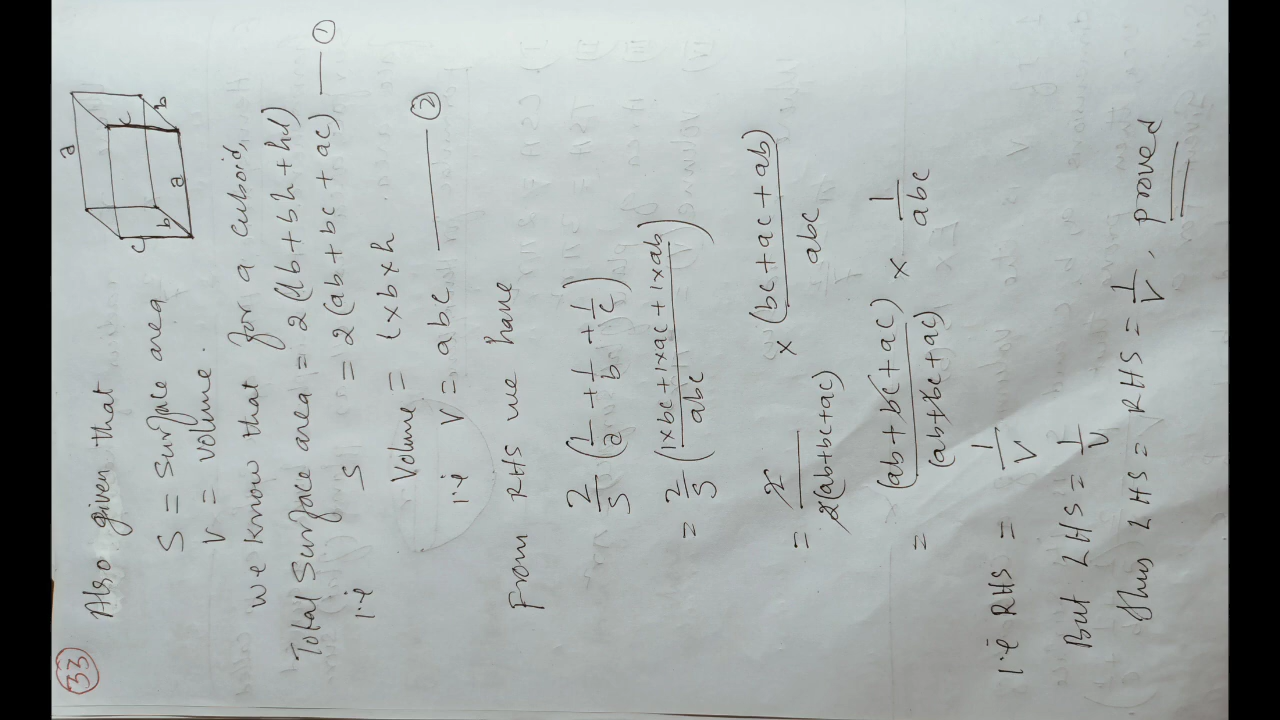 33
Also given that
S = Surface area
V = Volume.
we know that for a cuboid,
Total Surface area = 2(lb + bh + hl)
i.e S = 2(ab + bc + ac) — ①
Volume = l × b × h
i.e V = abc — ②
a
c
b
c
b
a
From RHS we have
2/S (1/a + 1/b + 1/c)
= 2/S ((1×bc + 1×ac + 1×ab)/abc)
= 2/2(ab+bc+ac) × (bc + ac + ab)/abc
= (ab + bc + ac)/(ab + bc + ac) × 1/abc
i.e RHS = 1/V
But LHS = 1/V
Thus LHS = RHS = 1/V, proved